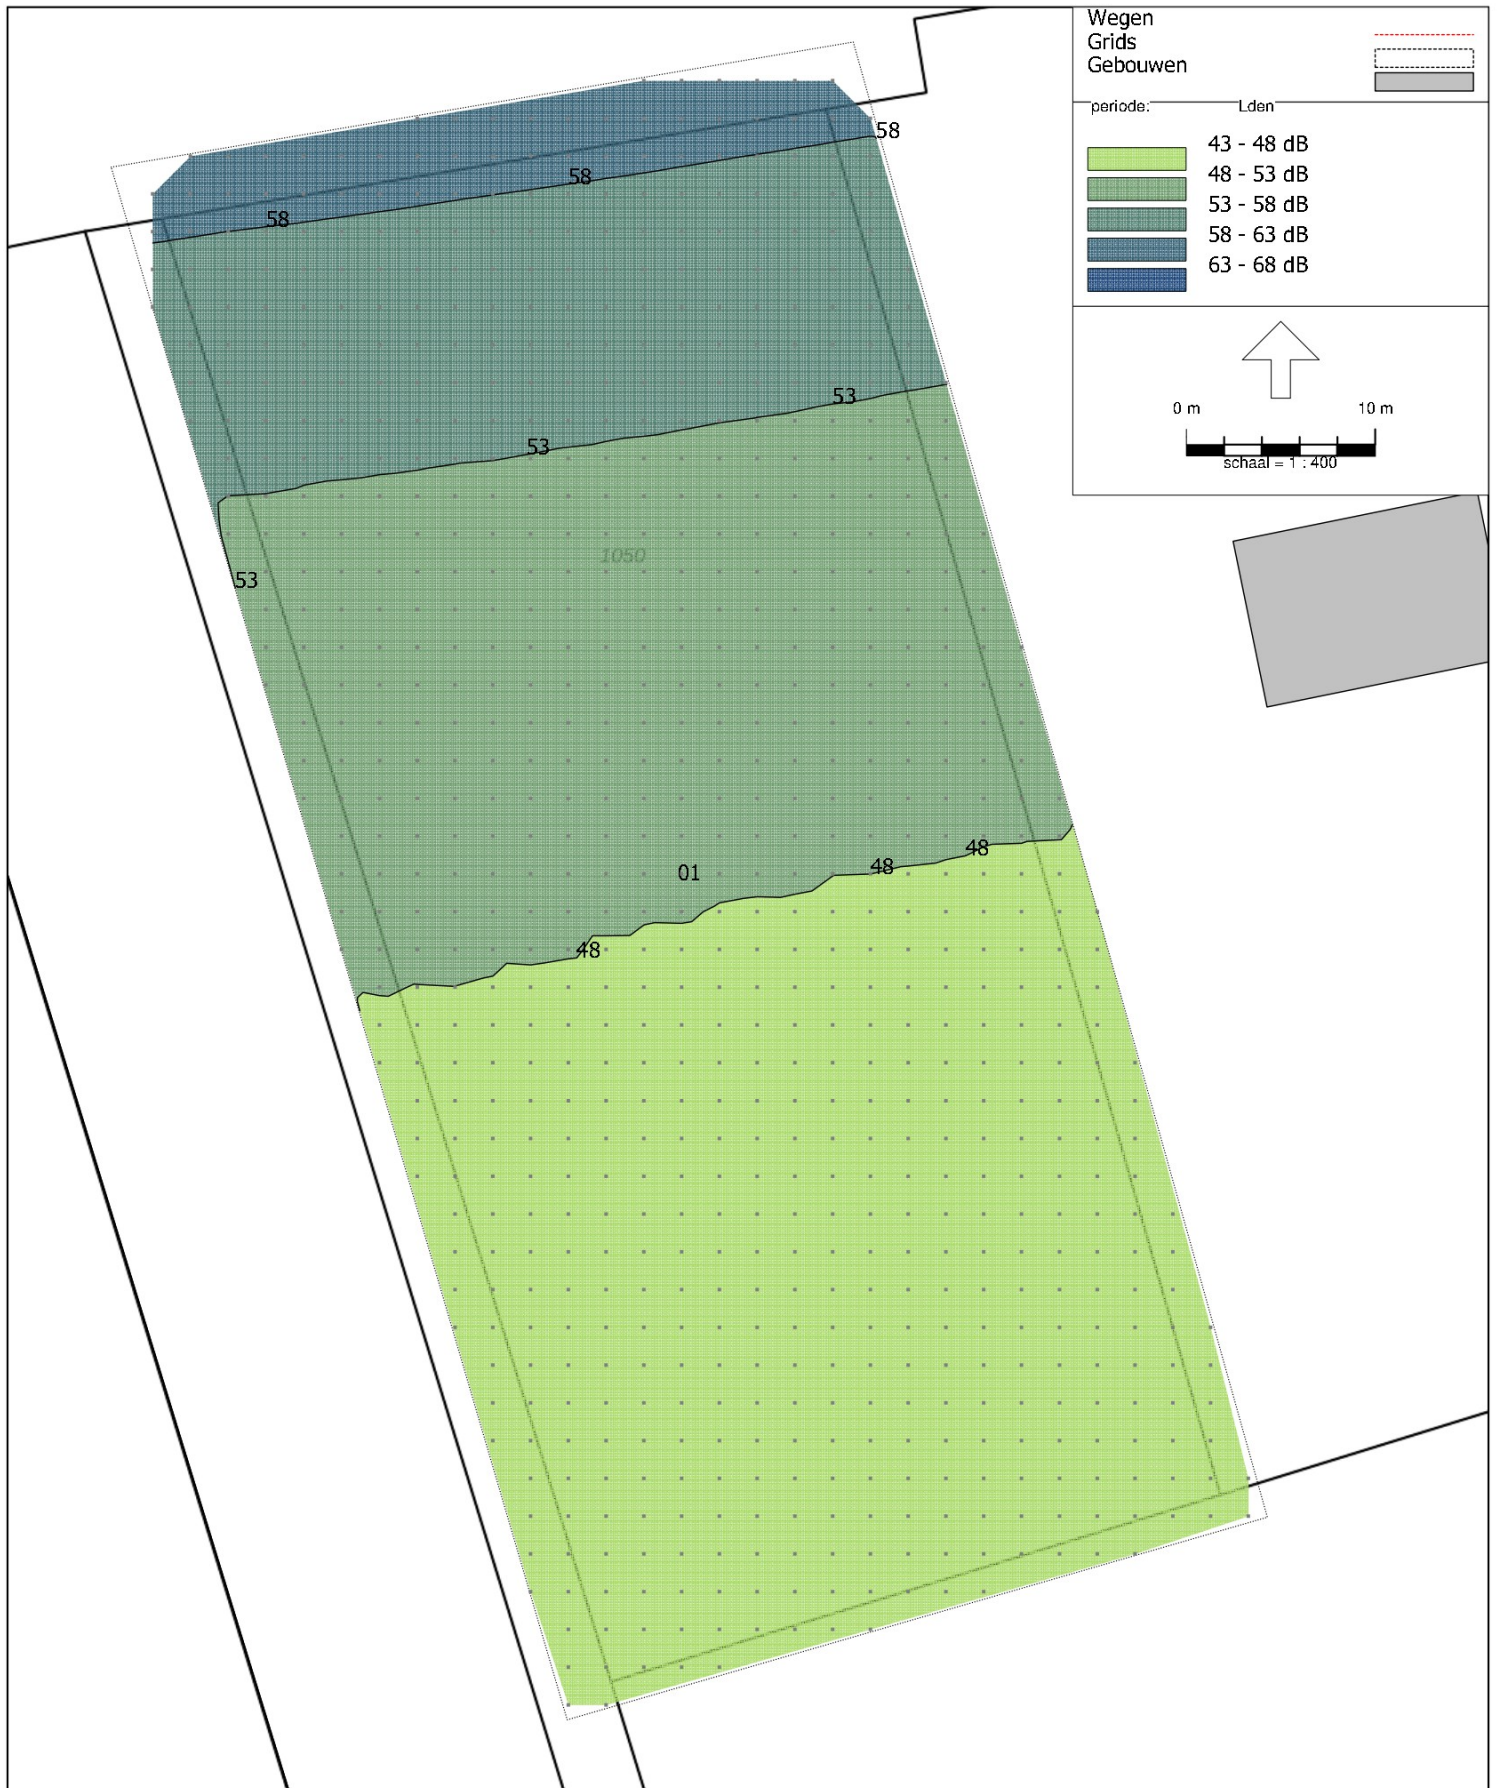 Wegen
Grids
Gebouwen
periode: Lden
43 - 48 dB
48 - 53 dB
53 - 58 dB
58 - 63 dB
63 - 68 dB
0 m 10 m
schaal = 1 : 400
58
58
58
53
53
1050
53
48
48
01
48